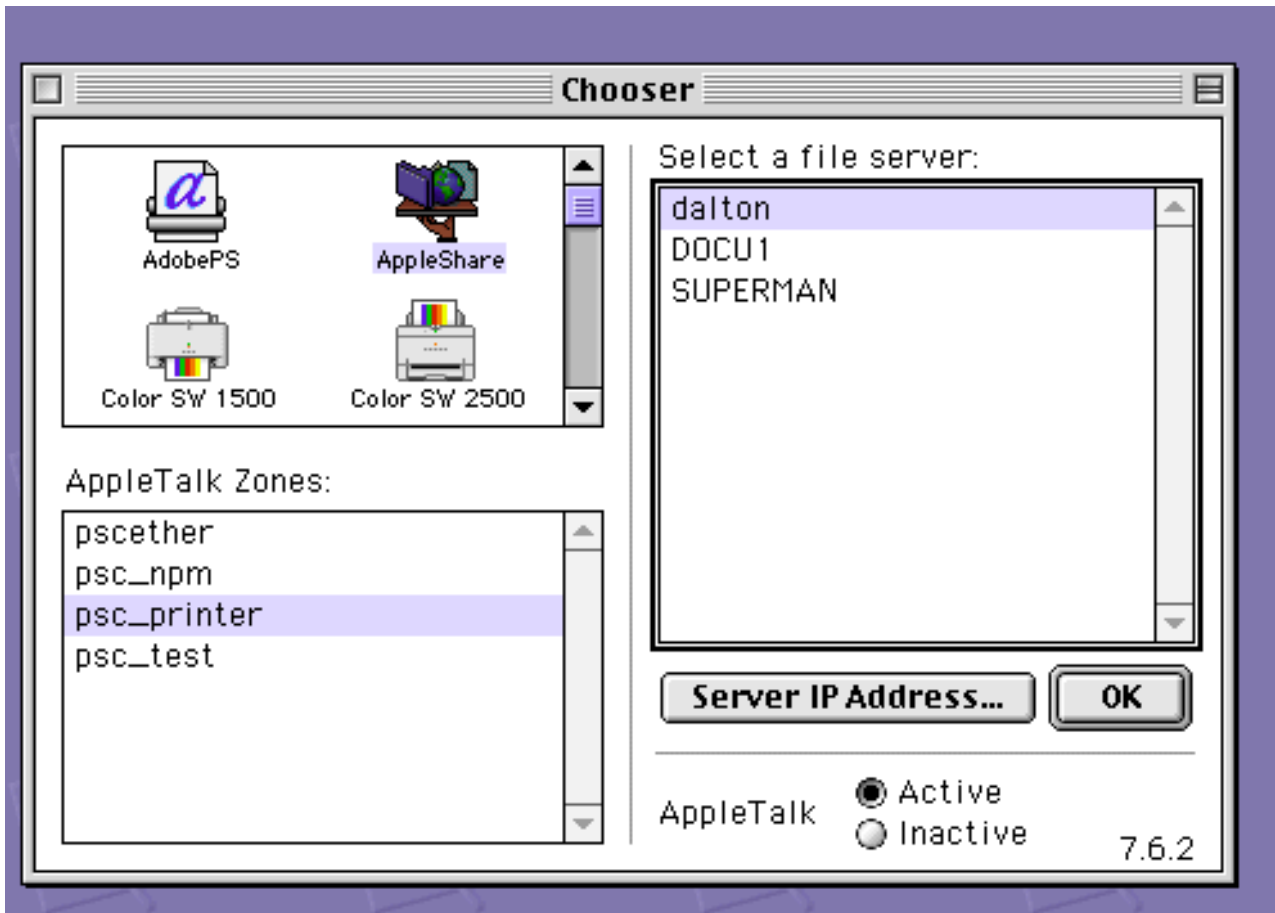 Chooser
AdobePS
AppleShare
Color SW 1500
Color SW 2500
AppleTalk Zones:
pscether
psc_npm
psc_printer
psc_test
Select a file server:
dalton
DOCU1
SUPERMAN
Server IP Address...
OK
AppleTalk
Active
Inactive
7.6.2